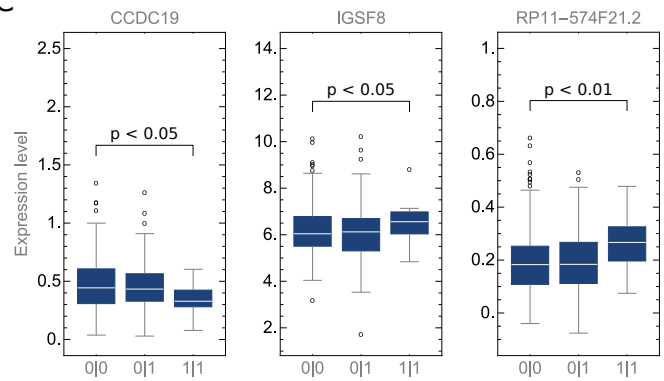 C
CCDC19 IGSF8 RP11–574F21.2
Expression level
2.5
2.
1.5
1.
0.5
0.
p < 0.05
0|0 0|1 1|1
14.
12.
10.
8.
6.
4.
2.
p < 0.05
0|0 0|1 1|1
1.
0.8
0.6
0.4
0.2
0.
p < 0.01
0|0 0|1 1|1